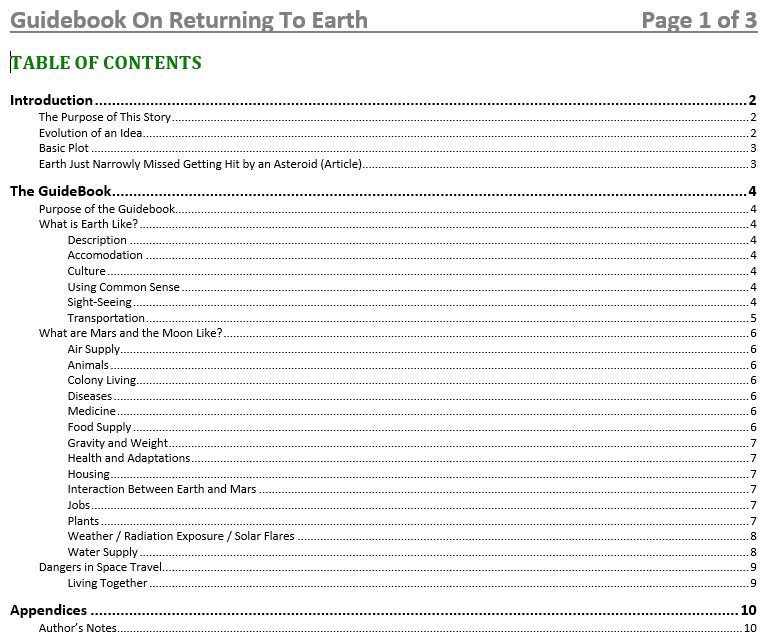 Guidebook On Returning To Earth Page 1 of 3
TABLE OF CONTENTS
Introduction 2
The Purpose of This Story 2
Evolution of an Idea 2
Basic Plot 3
Earth Just Narrowly Missed Getting Hit by an Asteroid (Article) 3
The GuideBook 4
Purpose of the Guidebook 4
What is Earth Like? 4
Description 4
Accomodation 4
Culture 4
Using Common Sense 4
Sight-Seeing 4
Transportation 5
What are Mars and the Moon Like? 6
Air Supply 6
Animals 6
Colony Living 6
Diseases 6
Medicine 6
Food Supply 6
Gravity and Weight 7
Health and Adaptations 7
Housing 7
Interaction Between Earth and Mars 7
Jobs 7
Plants 7
Weather / Radiation Exposure / Solar Flares 8
Water Supply 8
Dangers in Space Travel 9
Living Together 9
Appendices 10
Author's Notes 10